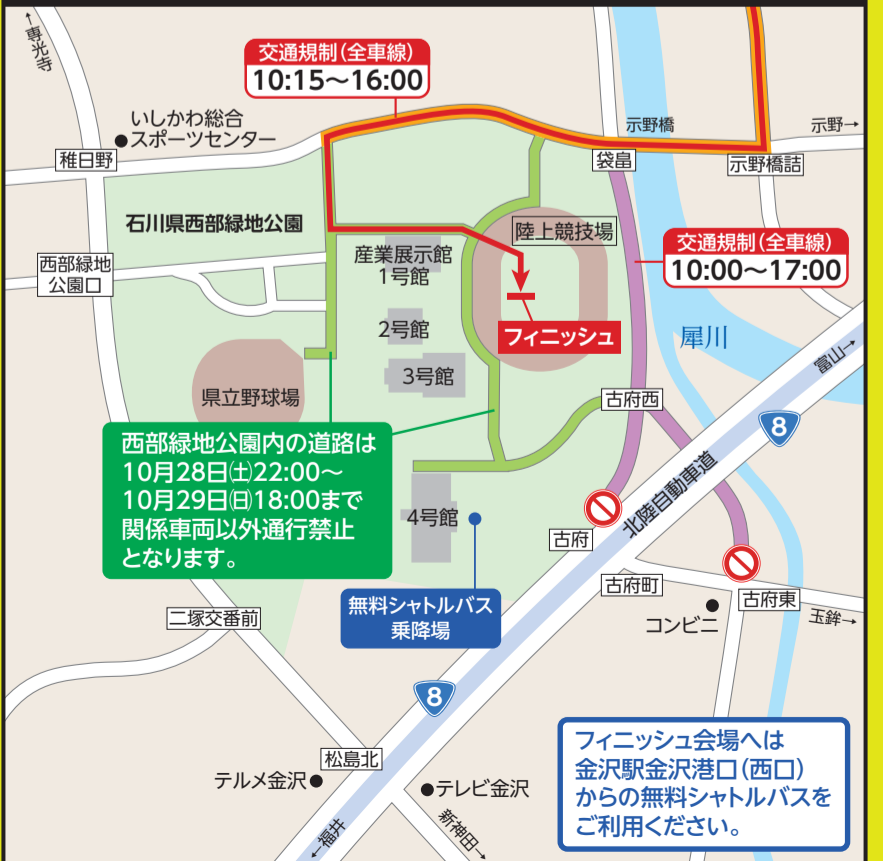 ←専光寺
交通規制(全車線)
10:15〜16:00
いしかわ総合
スポーツセンター
稚日野
示野橋
示野→
袋畠
示野橋詰
石川県西部緑地公園
陸上競技場
交通規制(全車線)
10:00〜17:00
産業展示館
1号館
西部緑地
公園口
2号館
フィニッシュ
犀川
富山→
3号館
県立野球場
古府西
8
西部緑地公園内の道路は
10月28日㈯22:00〜
10月29日㈰18:00まで
関係車両以外通行禁止
となります。
北陸自動車道
4号館
古府
古府町
無料シャトルバス
乗降場
古府東
二塚交番前
コンビニ
玉鉾→
8
フィニッシュ会場へは
金沢駅金沢港口(西口)
からの無料シャトルバスを
ご利用ください。
松島北
テルメ金沢
テレビ金沢
←福井
新神田→